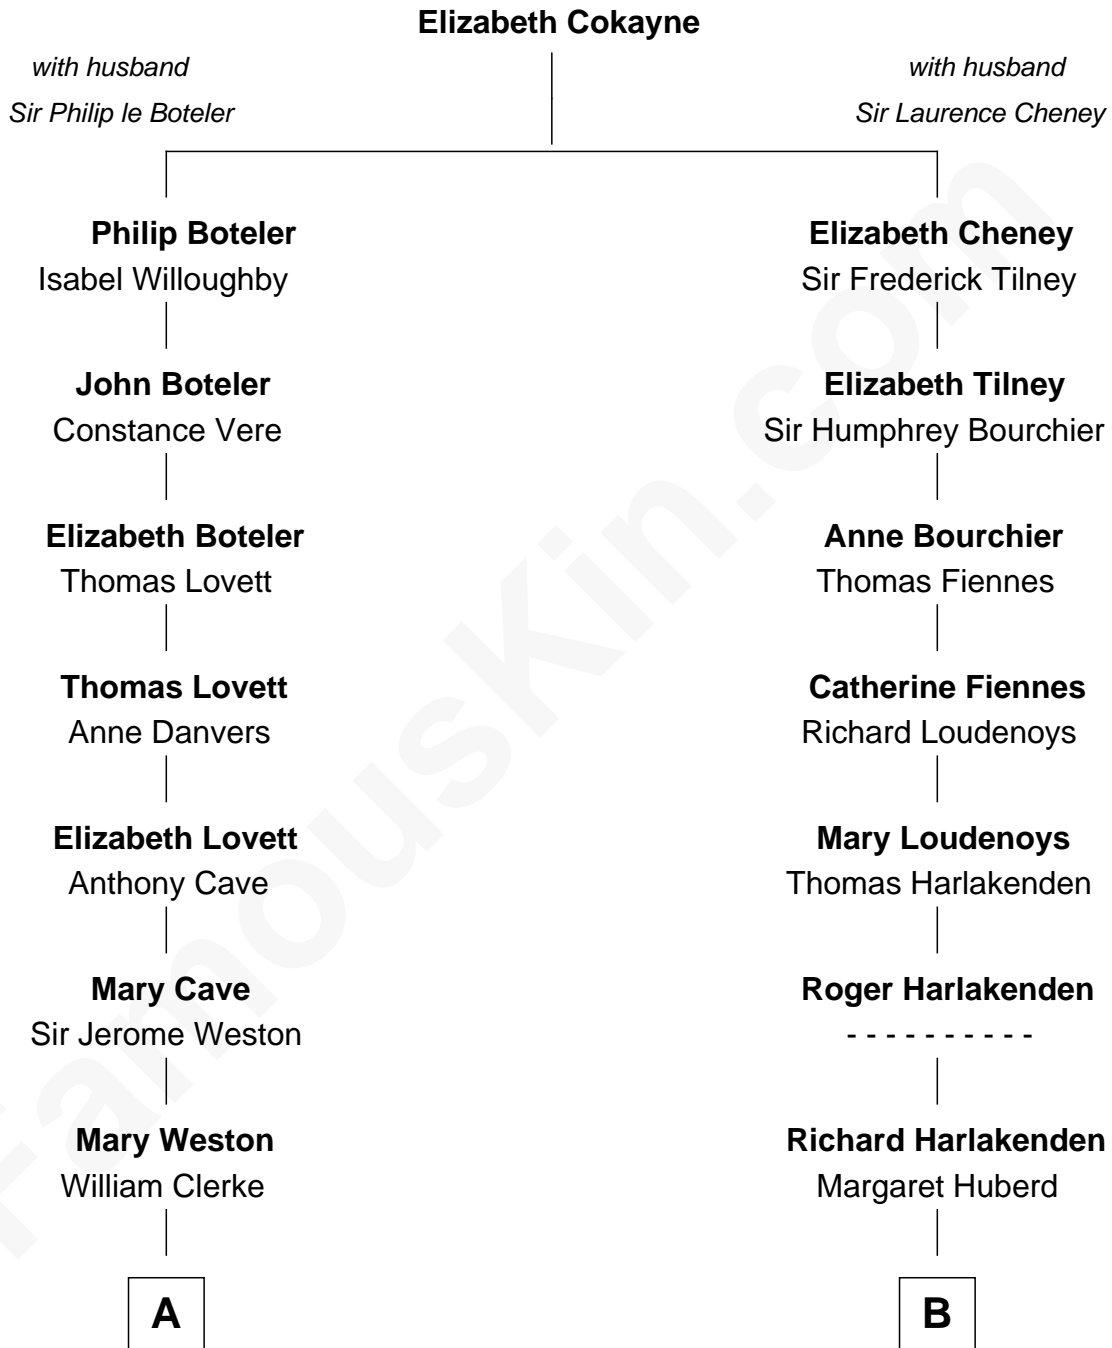 Elizabeth Cokayne
with husband
Sir Philip le Boteler
with husband
Sir Laurence Cheney
Philip Boteler
Isabel Willoughby
Elizabeth Cheney
Sir Frederick Tilney
John Boteler
Constance Vere
Elizabeth Tilney
Sir Humphrey Bourchier
Elizabeth Boteler
Thomas Lovett
Anne Bourchier
Thomas Fiennes
Thomas Lovett
Anne Danvers
Catherine Fiennes
Richard Loudenoys
Elizabeth Lovett
Anthony Cave
Mary Loudenoys
Thomas Harlakenden
Mary Cave
Sir Jerome Weston
Roger Harlakenden
- - - - - - - - - -
Mary Weston
William Clerke
Richard Harlakenden
Margaret Huberd
A
B
FamousKin.com